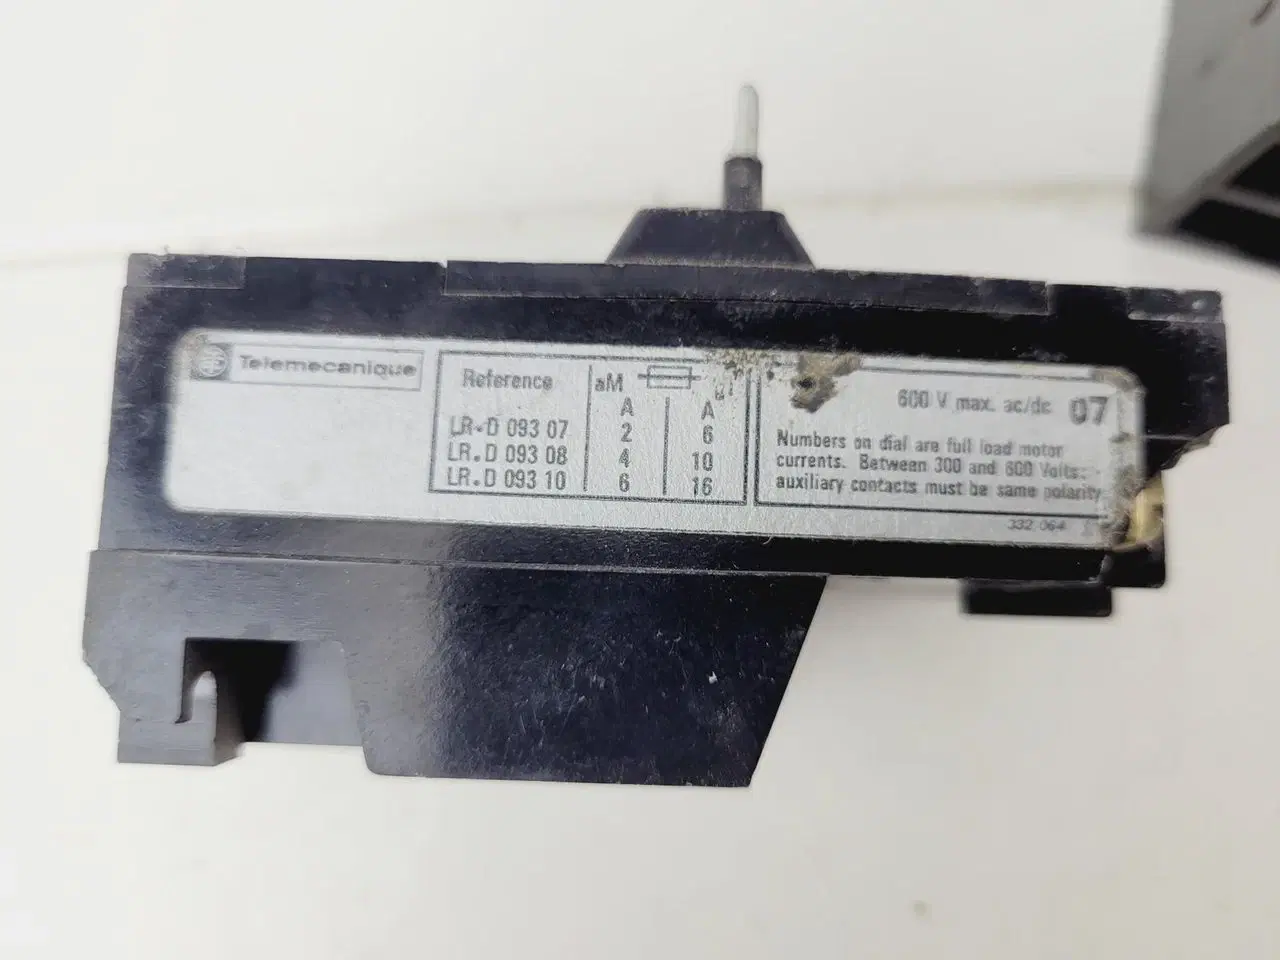 Telemecanique
Reference
aM
A
A
LR.D 093 07 2 6
LR.D 093 08 4 10
LR.D 093 10 6 16
600 V max. ac/dc 07
Numbers on dial are full load motor
currents. Between 300 and 600 Volts:
auxiliary contacts must be same polarity
332 064